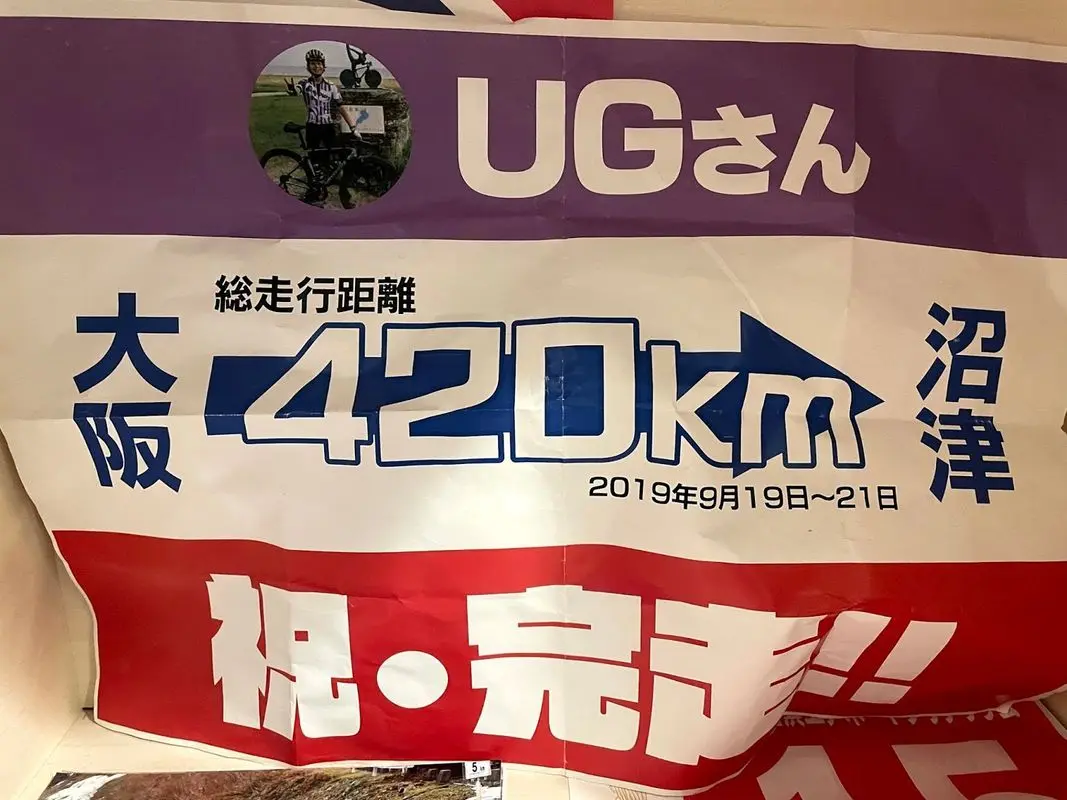 UGさん
総走行距離
大阪
420km
沼津
2019年9月19日～21日
祝・完走!!